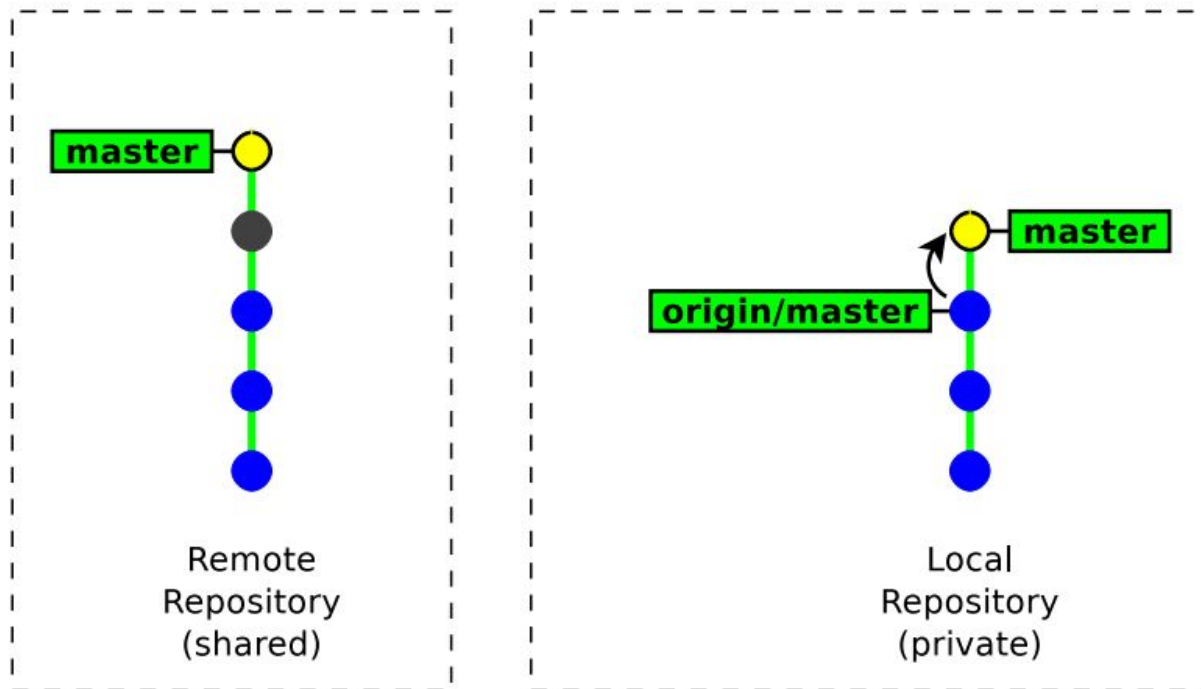 master
master
origin/master
Remote
Repository
(shared)
Local
Repository
(private)